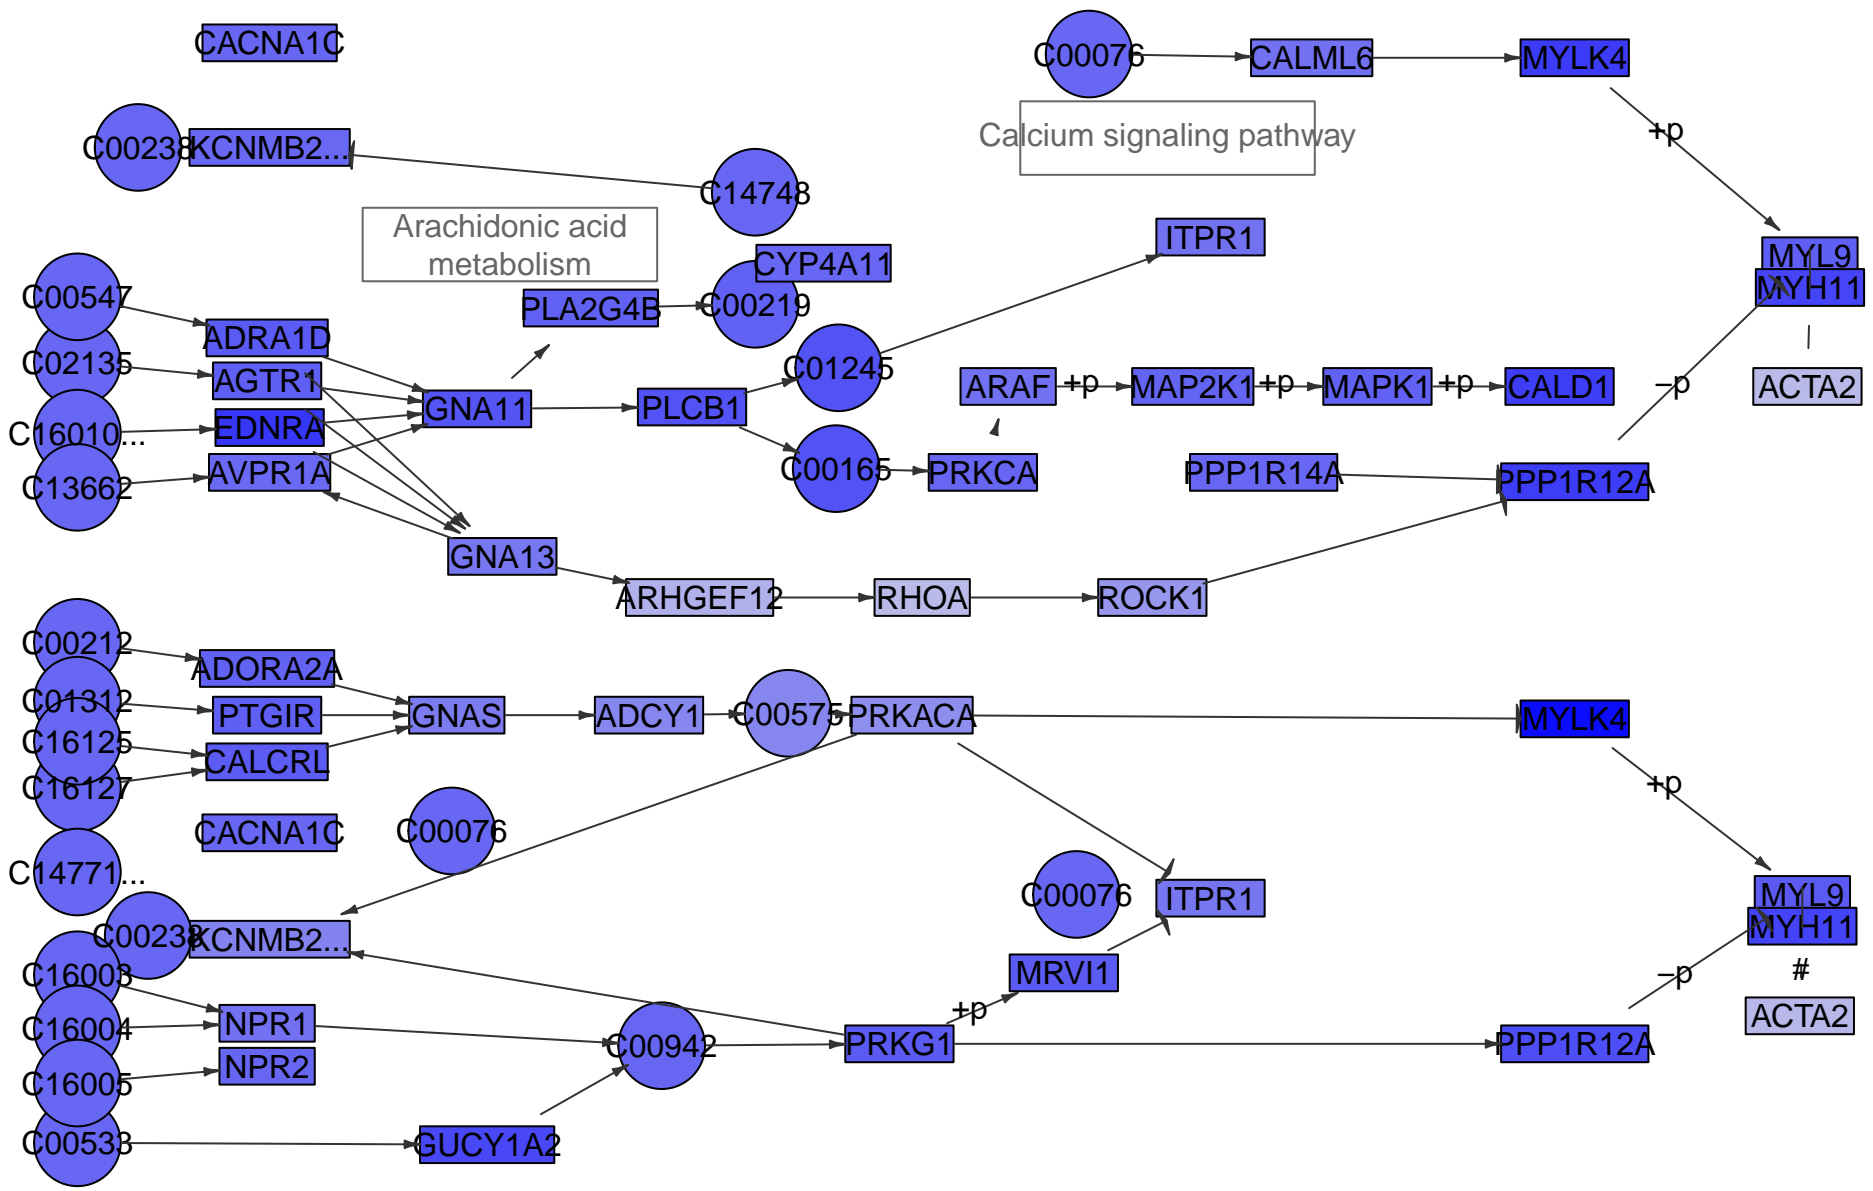 CACNA1C
C00076
CALML6
MYLK4
+p
C00238
KCNMB2...
Calcium signaling pathway
C14748
Arachidonic acid
metabolism
ITPR1
CYP4A11
MYL9
MYH11
C00547
PLA2G4B
C00219
ADRA1D
C02135
AGTR1
C01245
ARAF
+p
MAP2K1
+p
MAPK1
+p
CALD1
−p
ACTA2
GNA11
PLCB1
C16010...
EDNRA
C13662
AVPR1A
C00165
PRKCA
PPP1R14A
PPP1R12A
GNA13
ARHGEF12
RHOA
ROCK1
C00212
ADORA2A
C01312
PTGIR
GNAS
ADCY1
C00575
PRKACA
MYLK4
C16125
CALCRL
C16127
+p
CACNA1C
C00076
C14771...
C00076
ITPR1
MYL9
MYH11
C00238
KCNMB2...
C16003
MRVI1
−p
#
+p
ACTA2
C16004
NPR1
C00942
PRKG1
PPP1R12A
NPR2
C16005
C00533
GUCY1A2